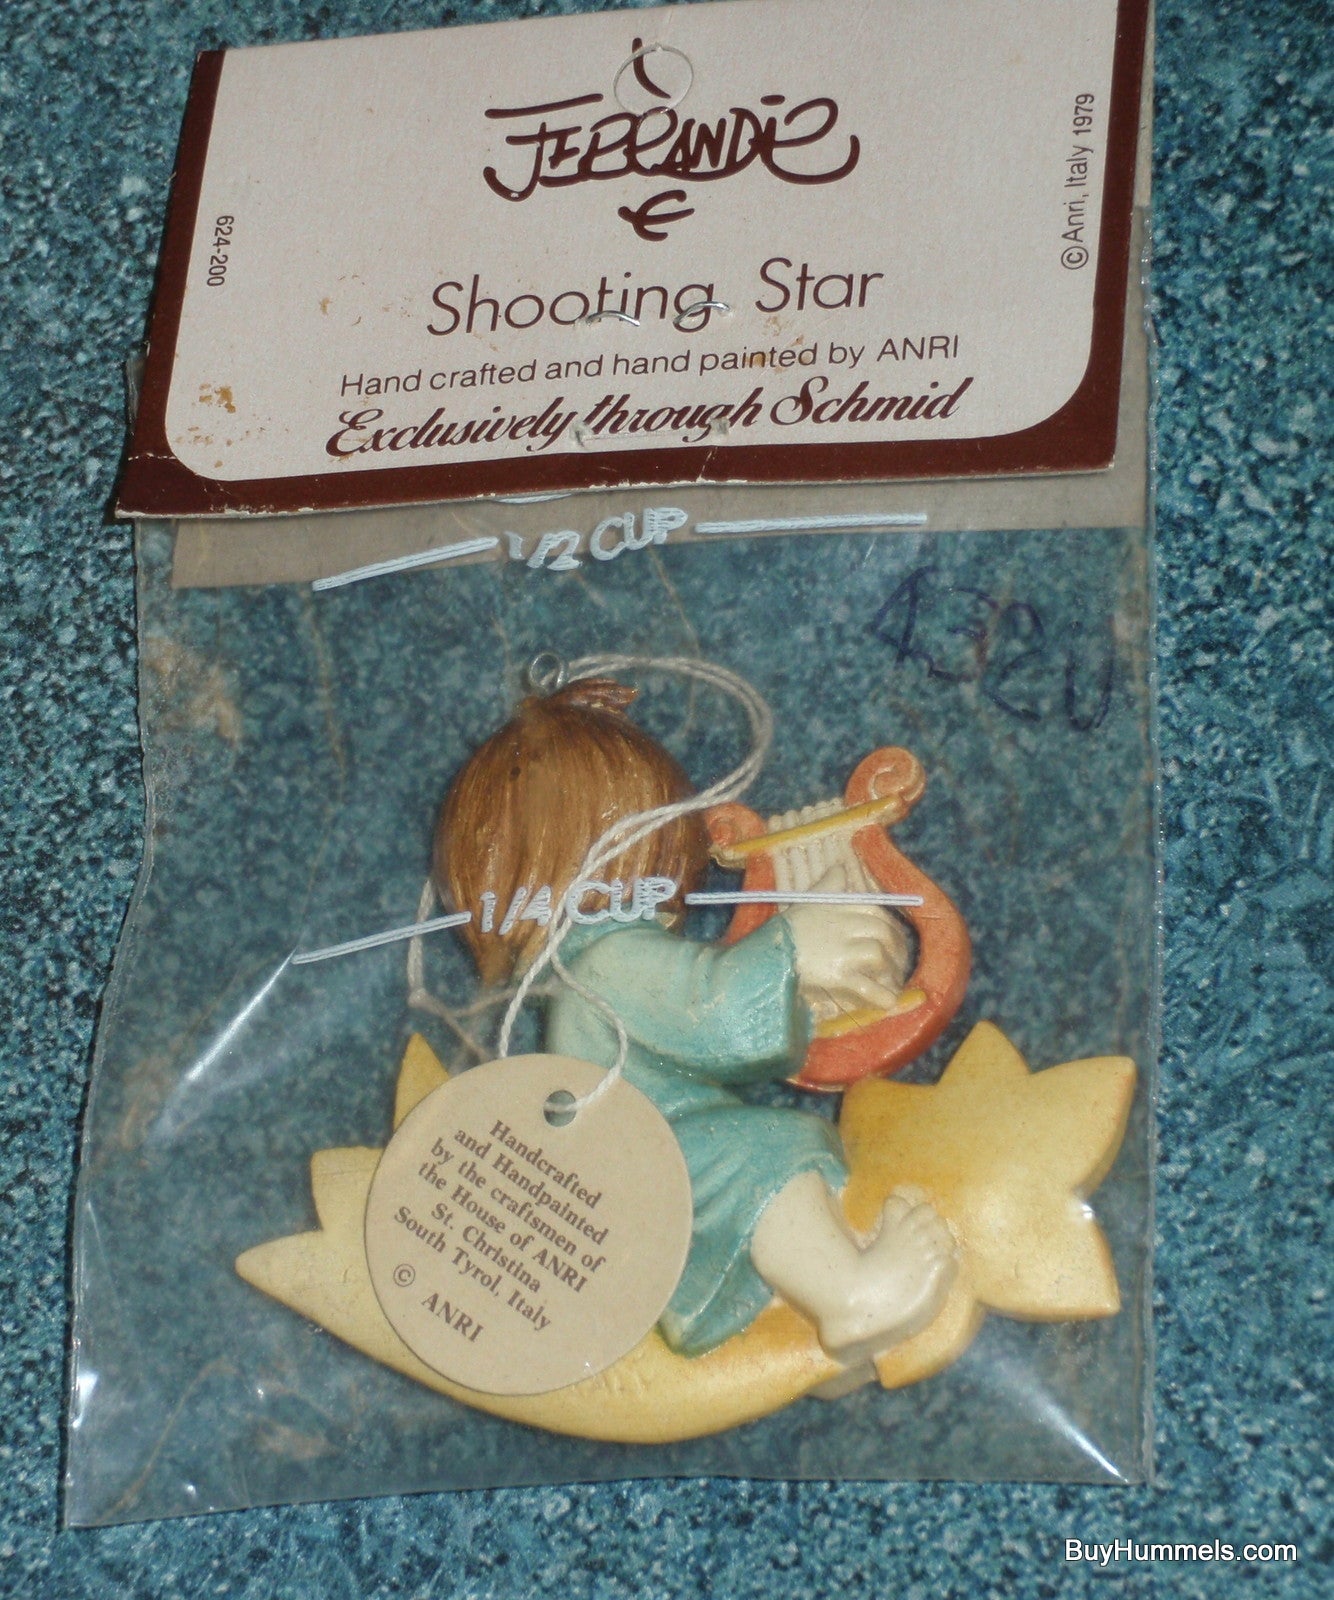 FERRANDIZ
Shooting Star
Hand crafted and hand painted by ANRI
Exclusively through Schmid
624-200
©Anri, Italy 1979
1/2 CUP
1/4 CUP
Handcrafted
and Handpainted
by the craftsmen of
the House of ANRI
St. Christina
South Tyrol, Italy
© ANRI
BuyHummels.com